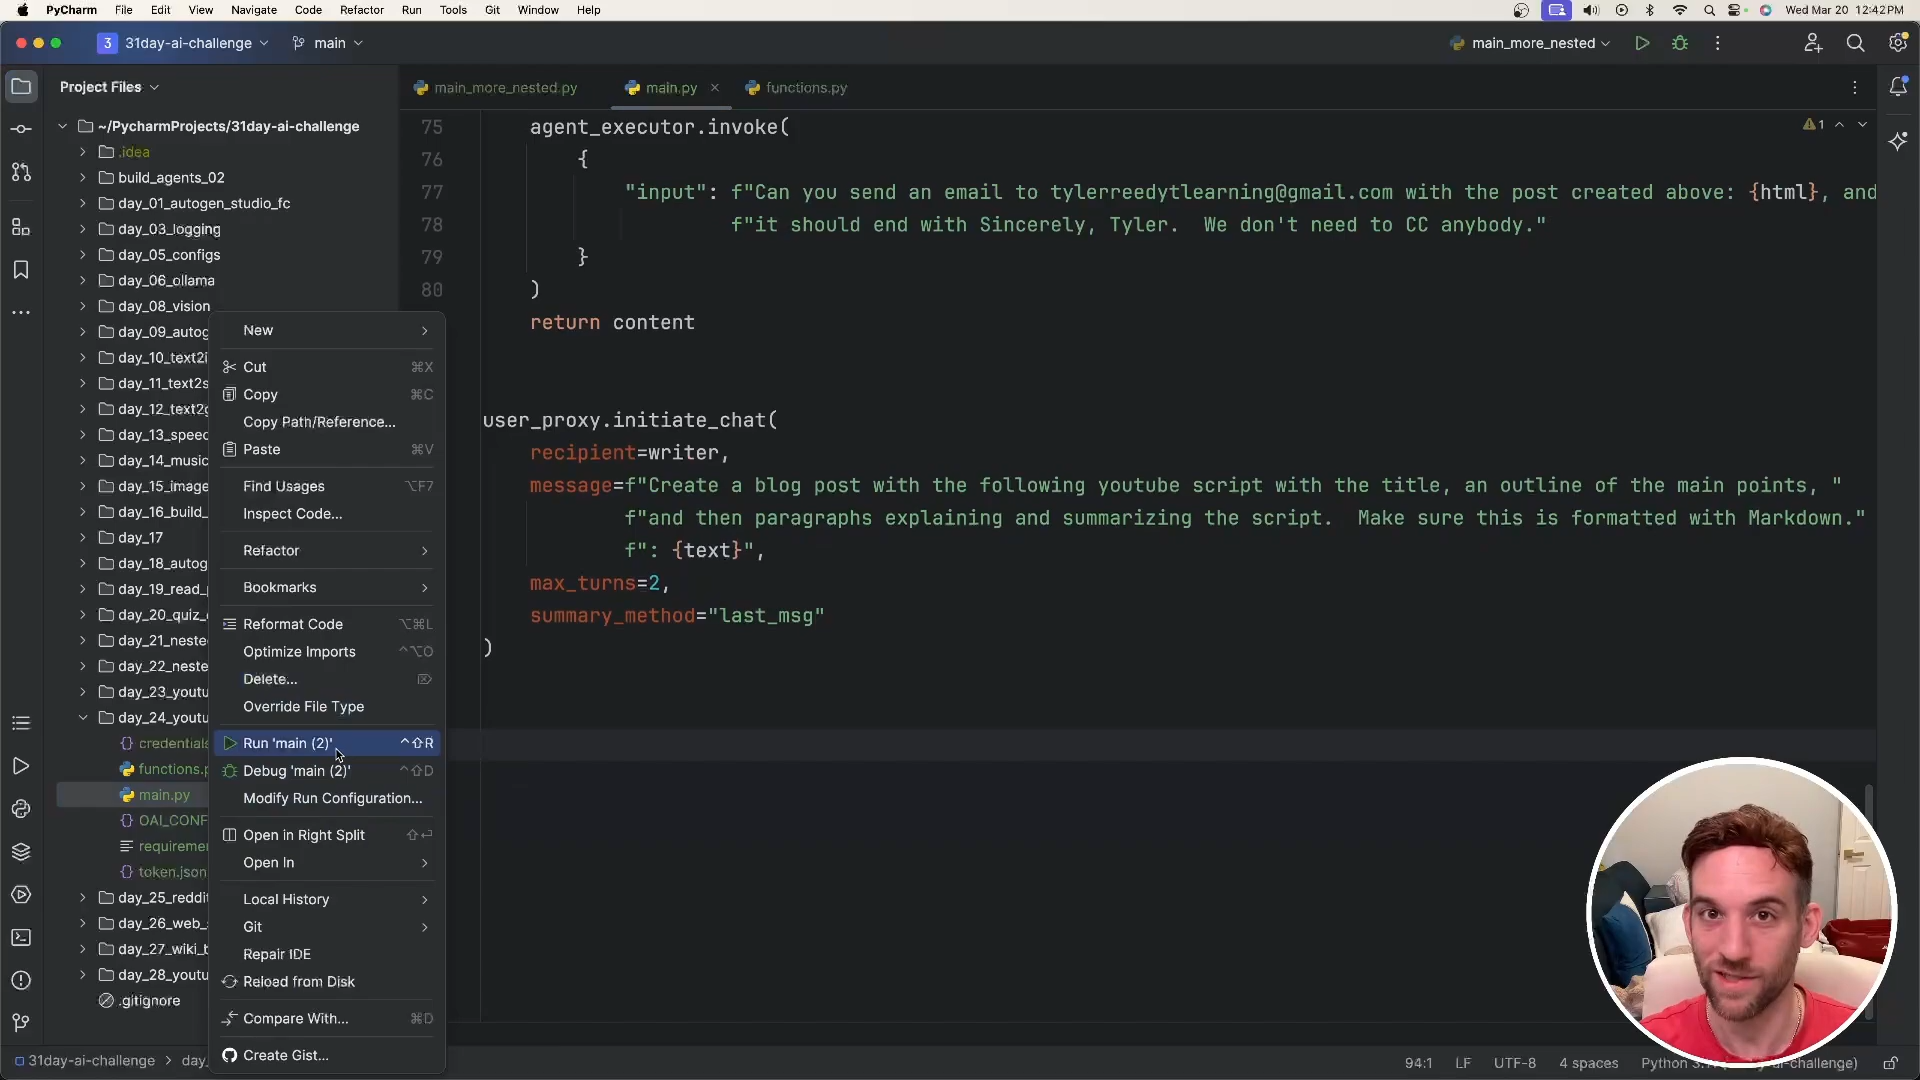 PyCharm File Edit View Navigate Code Refactor Run Tools Git Window Help Wed Mar 20 12:42PM
3 31day-ai-challenge main main_more_nested
Project Files
main_more_nested.py main.py functions.py
~/PycharmProjects/31day-ai-challenge
.idea
build_agents_02
day_01_autogen_studio_fc
day_03_logging
day_05_configs
day_06_ollama
day_08_vision
day_09_autog
day_10_text2i
day_11_text2s
day_12_text2g
day_13_speec
day_14_music
day_15_image
day_16_build_
day_17
day_18_autog
day_19_read_
day_20_quiz_
day_21_neste
day_22_neste
day_23_youtu
day_24_youtu
credentials
functions.p
main.py
OAI_CONF
requiremer
token.json
day_25_reddi
day_26_web_
day_27_wiki_
day_28_youtu
.gitignore
New
Cut ⌘X
Copy ⌘C
Copy Path/Reference...
Paste ⌘V
Find Usages ⌥F7
Inspect Code...
Refactor
Bookmarks
Reformat Code ⌥⌘L
Optimize Imports ^⌥O
Delete... ⌦
Override File Type
Run 'main (2)' ^⇧R
Debug 'main (2)' ^⇧D
Modify Run Configuration...
Open in Right Split ⇧⏎
Open In
Local History
Git
Repair IDE
Reload from Disk
Compare With... ⌘D
Create Gist...
1
75 agent_executor.invoke(
76 {
77 "input": f"Can you send an email to tylerreedytlearning@gmail.com with the post created above: {html}, and
78 f"it should end with Sincerely, Tyler.  We don't need to CC anybody."
79 }
80 )
return content
user_proxy.initiate_chat(
recipient=writer,
message=f"Create a blog post with the following youtube script with the title, an outline of the main points, "
f"and then paragraphs explaining and summarizing the script.  Make sure this is formatted with Markdown."
f": {text}",
max_turns=2,
summary_method="last_msg"
)
31day-ai-challenge > day_ 94:1 LF UTF-8 4 spaces Python 3. ai-challenge)